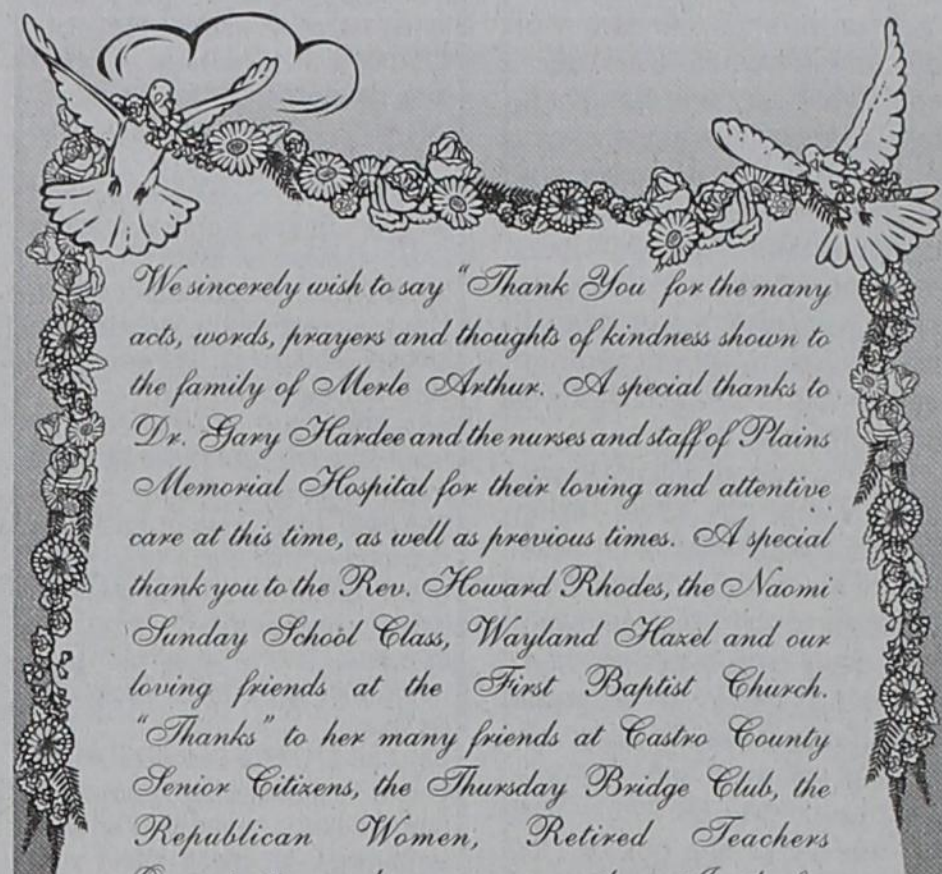 We sincerely wish to say "Thank You for the many
acts, words, prayers and thoughts of kindness shown to
the family of Merle Arthur. A special thanks to
Dr. Gary Hardee and the nurses and staff of Plains
Memorial Hospital for their loving and attentive
care at this time, as well as previous times. A special
thank you to the Rev. Howard Rhodes, the Naomi
Sunday School Class, Wayland Hazel and our
loving friends at the First Baptist Church.
"Thanks" to her many friends at Castro County
Senior Citizens, the Thursday Bridge Club, the
Republican Women, Retired Teachers